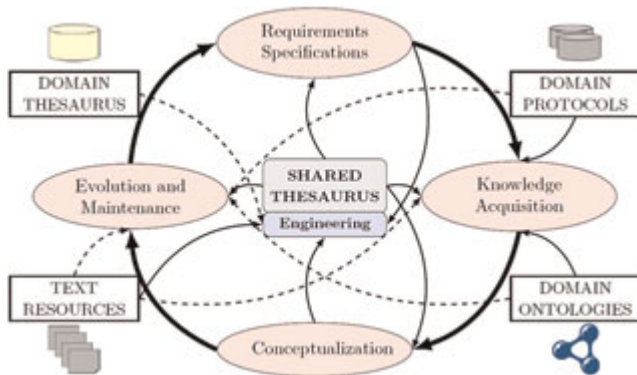 Requirements
Specifications
DOMAIN
THESAURUS
DOMAIN
PROTOCOLS
SHARED
THESAURUS
Engineering
Evolution and
Maintenance
Knowledge
Acquisition
TEXT
RESOURCES
DOMAIN
ONTOLOGIES
Conceptualization